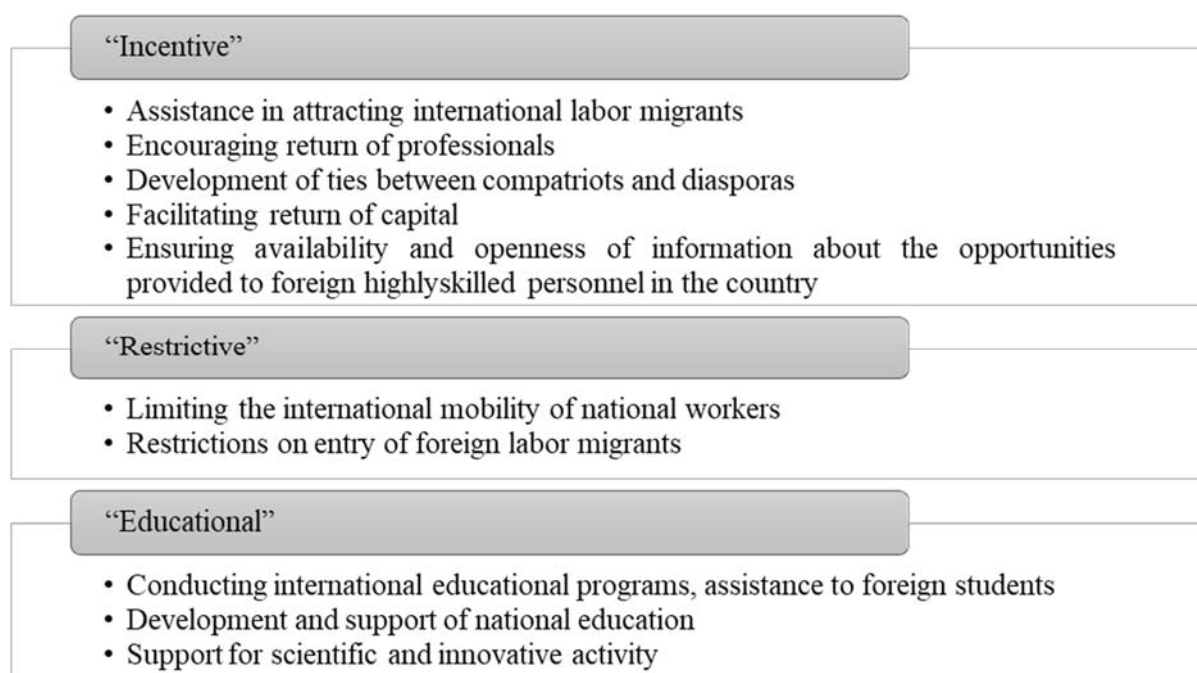 “Incentive”
• Assistance in attracting international labor migrants
• Encouraging return of professionals
• Development of ties between compatriots and diasporas
• Facilitating return of capital
• Ensuring availability and openness of information about the opportunities
provided to foreign highlyskilled personnel in the country
“Restrictive”
• Limiting the international mobility of national workers
• Restrictions on entry of foreign labor migrants
“Educational”
• Conducting international educational programs, assistance to foreign students
• Development and support of national education
• Support for scientific and innovative activity